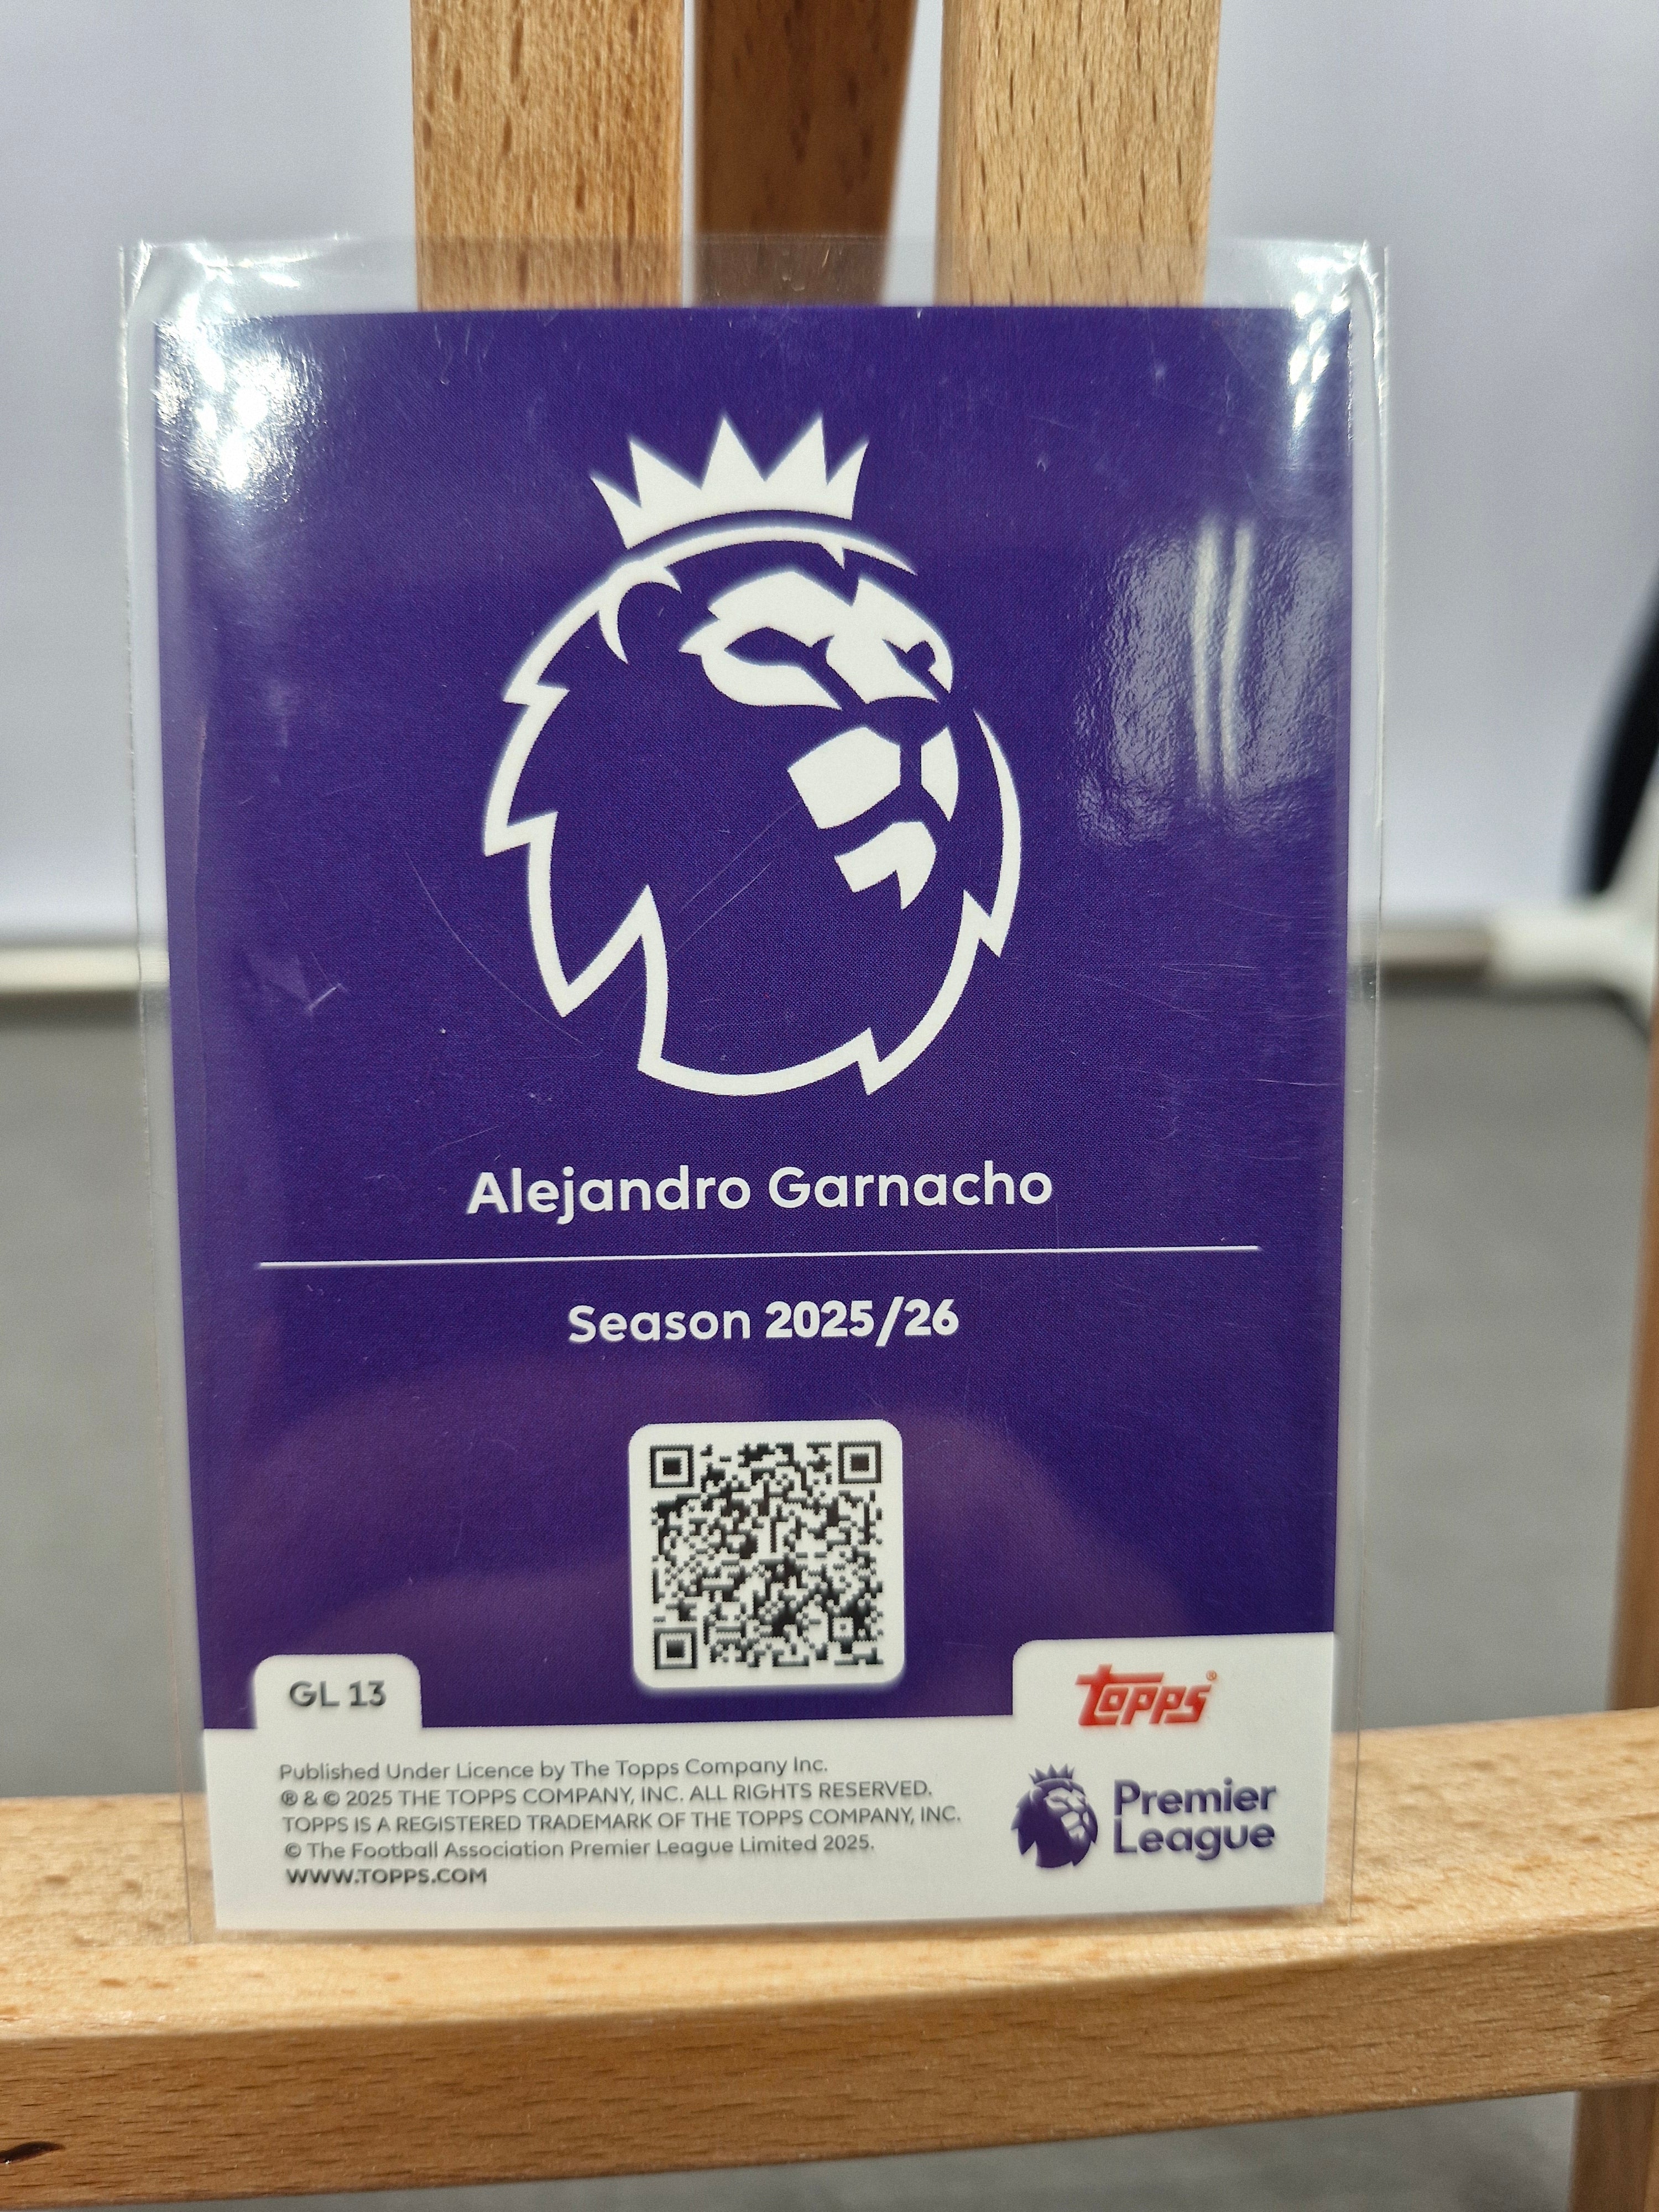 Alejandro Garnacho
Season 2025/26
GL 13
TOPPS®
Published Under Licence by The Topps Company Inc.
® & © 2025 THE TOPPS COMPANY, INC. ALL RIGHTS RESERVED.
TOPPS IS A REGISTERED TRADEMARK OF THE TOPPS COMPANY, INC.
© The Football Association Premier League Limited 2025.
WWW.TOPPS.COM
Premier
League